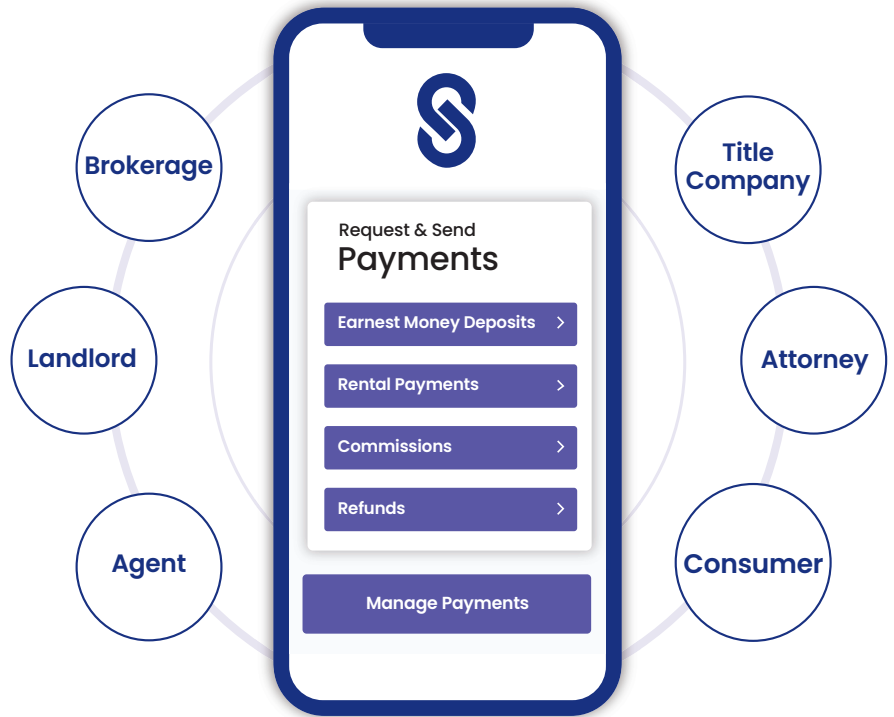 Brokerage
Landlord
Agent
Request & Send
Payments
Earnest Money Deposits
Rental Payments
Commissions
Refunds
Manage Payments
Title
Company
Attorney
Consumer